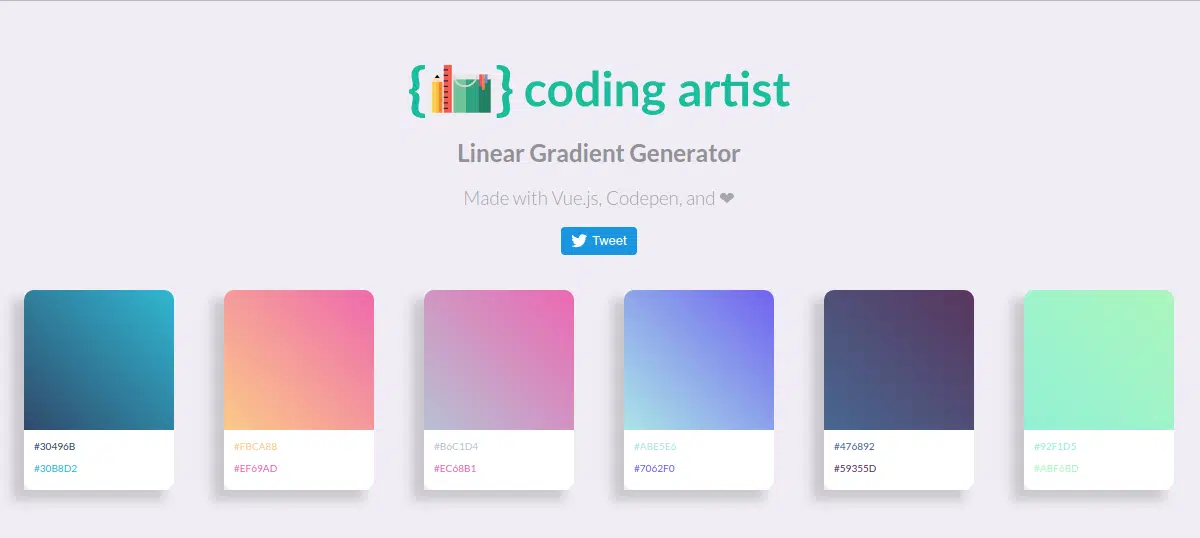 { } coding artist
Linear Gradient Generator
Made with Vue.js, Codepen, and ❤
Tweet
#30496B
#30B8D2
#FBCA88
#EF69AD
#B6C1D4
#EC68B1
#ABE5E6
#7062F0
#476892
#59355D
#92F1D5
#ABF6BD